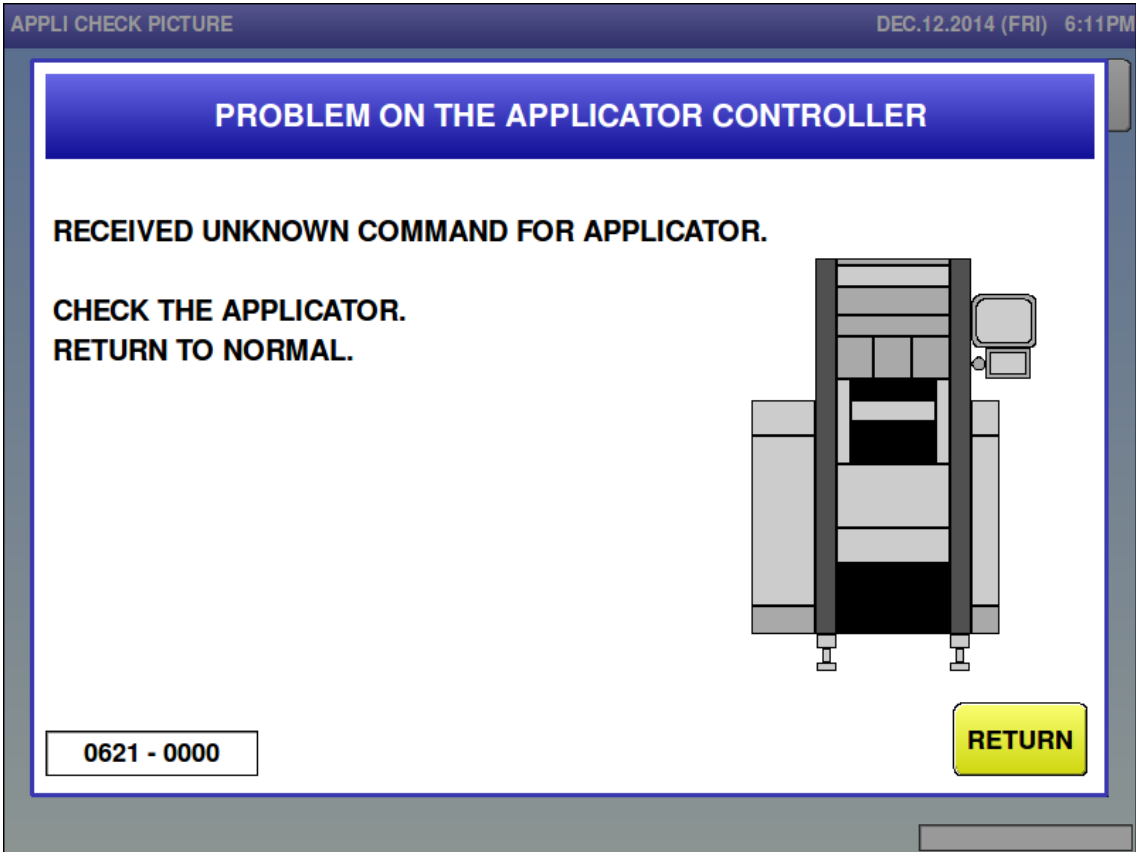 APPLI CHECK PICTURE DEC.12.2014 (FRI) 6:11PM
PROBLEM ON THE APPLICATOR CONTROLLER
RECEIVED UNKNOWN COMMAND FOR APPLICATOR.
CHECK THE APPLICATOR.
RETURN TO NORMAL.
0621 - 0000
RETURN